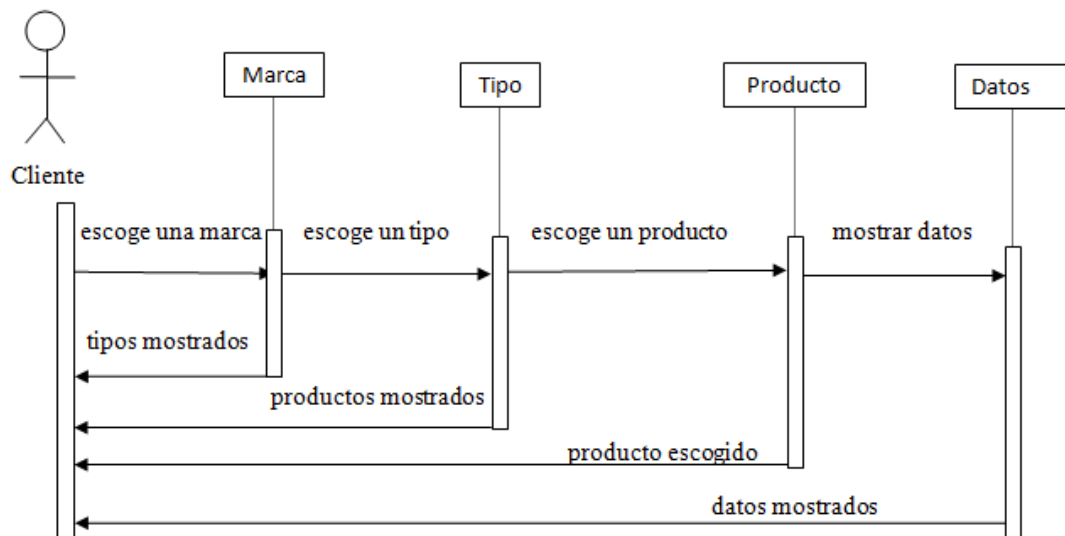 Marca
Tipo
Producto
Datos
Cliente
escoge una marca
escoge un tipo
escoge un producto
mostrar datos
tipos mostrados
productos mostrados
producto escogido
datos mostrados